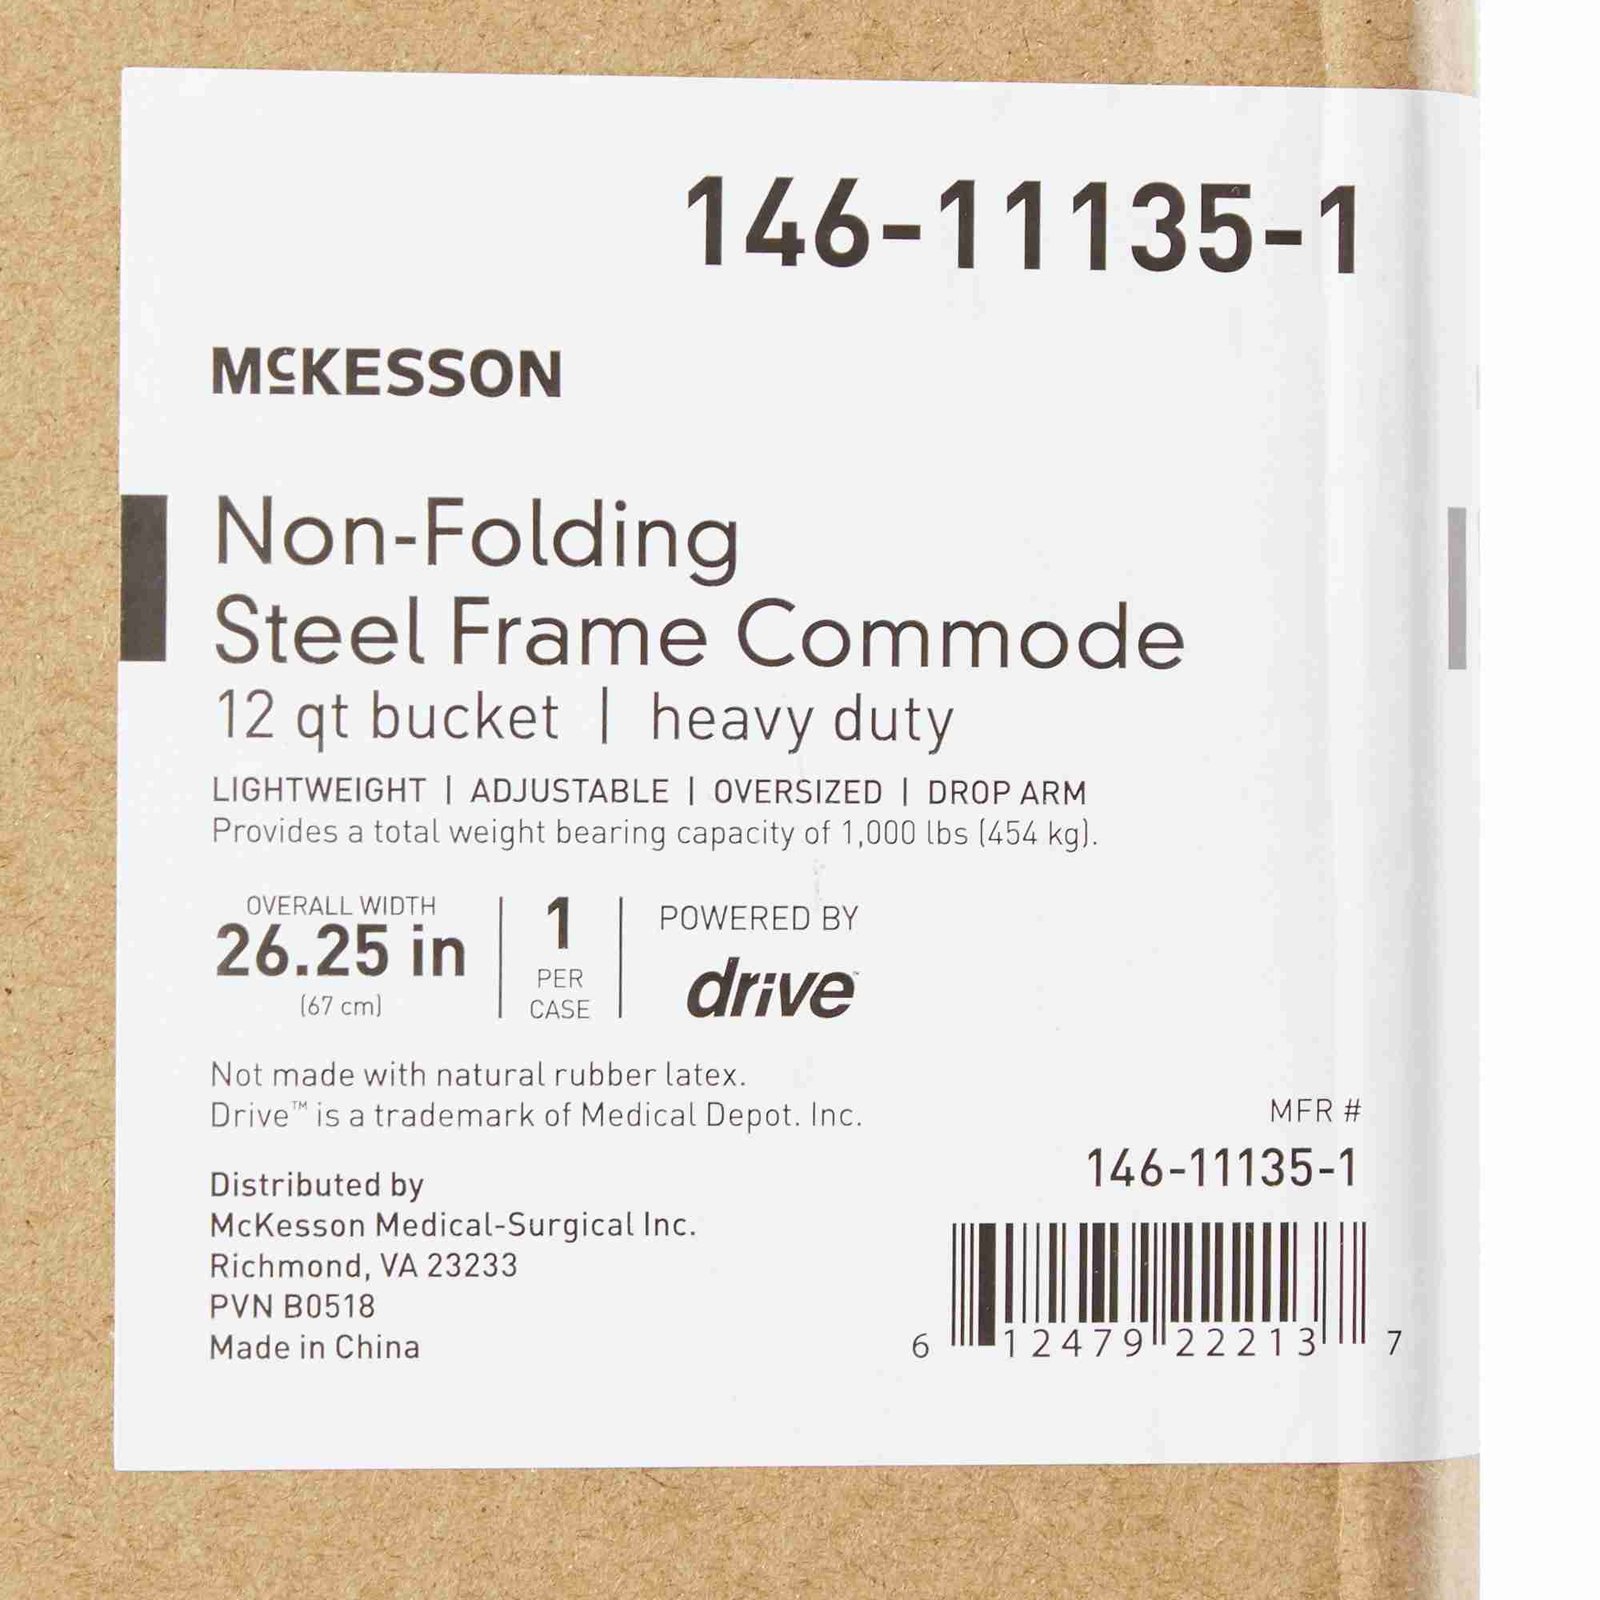 146-11135-1
McKESSON
Non-Folding
Steel Frame Commode
12 qt bucket | heavy duty
LIGHTWEIGHT | ADJUSTABLE | OVERSIZED | DROP ARM
Provides a total weight bearing capacity of 1,000 lbs (454 kg).
OVERALL WIDTH
26.25 in
(67 cm)
1
PER
CASE
POWERED BY
drive™
Not made with natural rubber latex.
Drive™ is a trademark of Medical Depot. Inc.
Distributed by
McKesson Medical-Surgical Inc.
Richmond, VA 23233
PVN B0518
Made in China
MFR #
146-11135-1
6 12479 22213 7